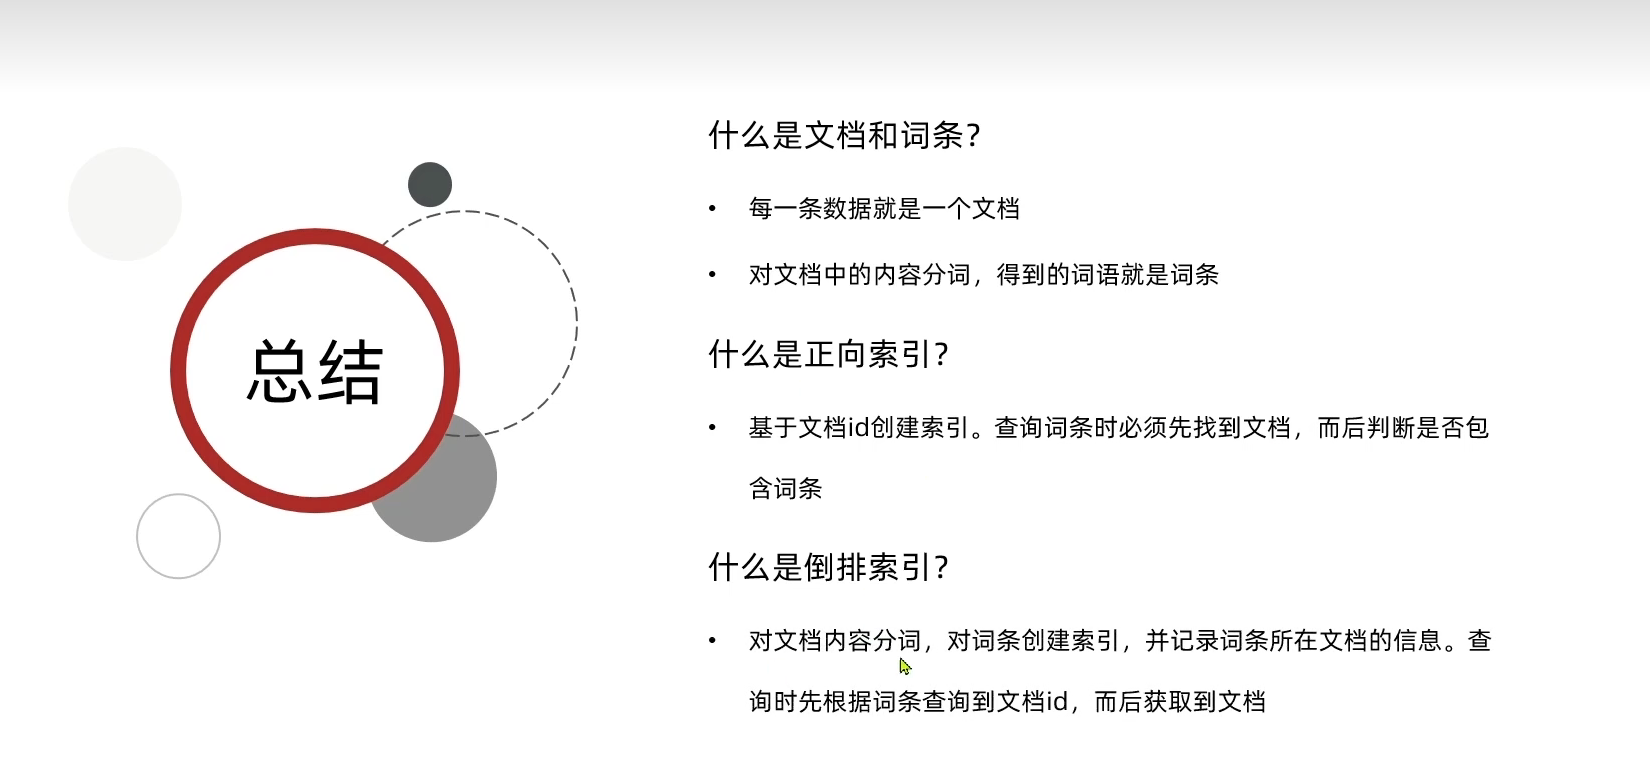 总结
什么是文档和词条？
• 每一条数据就是一个文档
• 对文档中的内容分词，得到的词语就是词条
什么是正向索引？
• 基于文档id创建索引。查询词条时必须先找到文档，而后判断是否包
含词条
什么是倒排索引？
• 对文档内容分词，对词条创建索引，并记录词条所在文档的信息。查
询时先根据词条查询到文档id，而后获取到文档